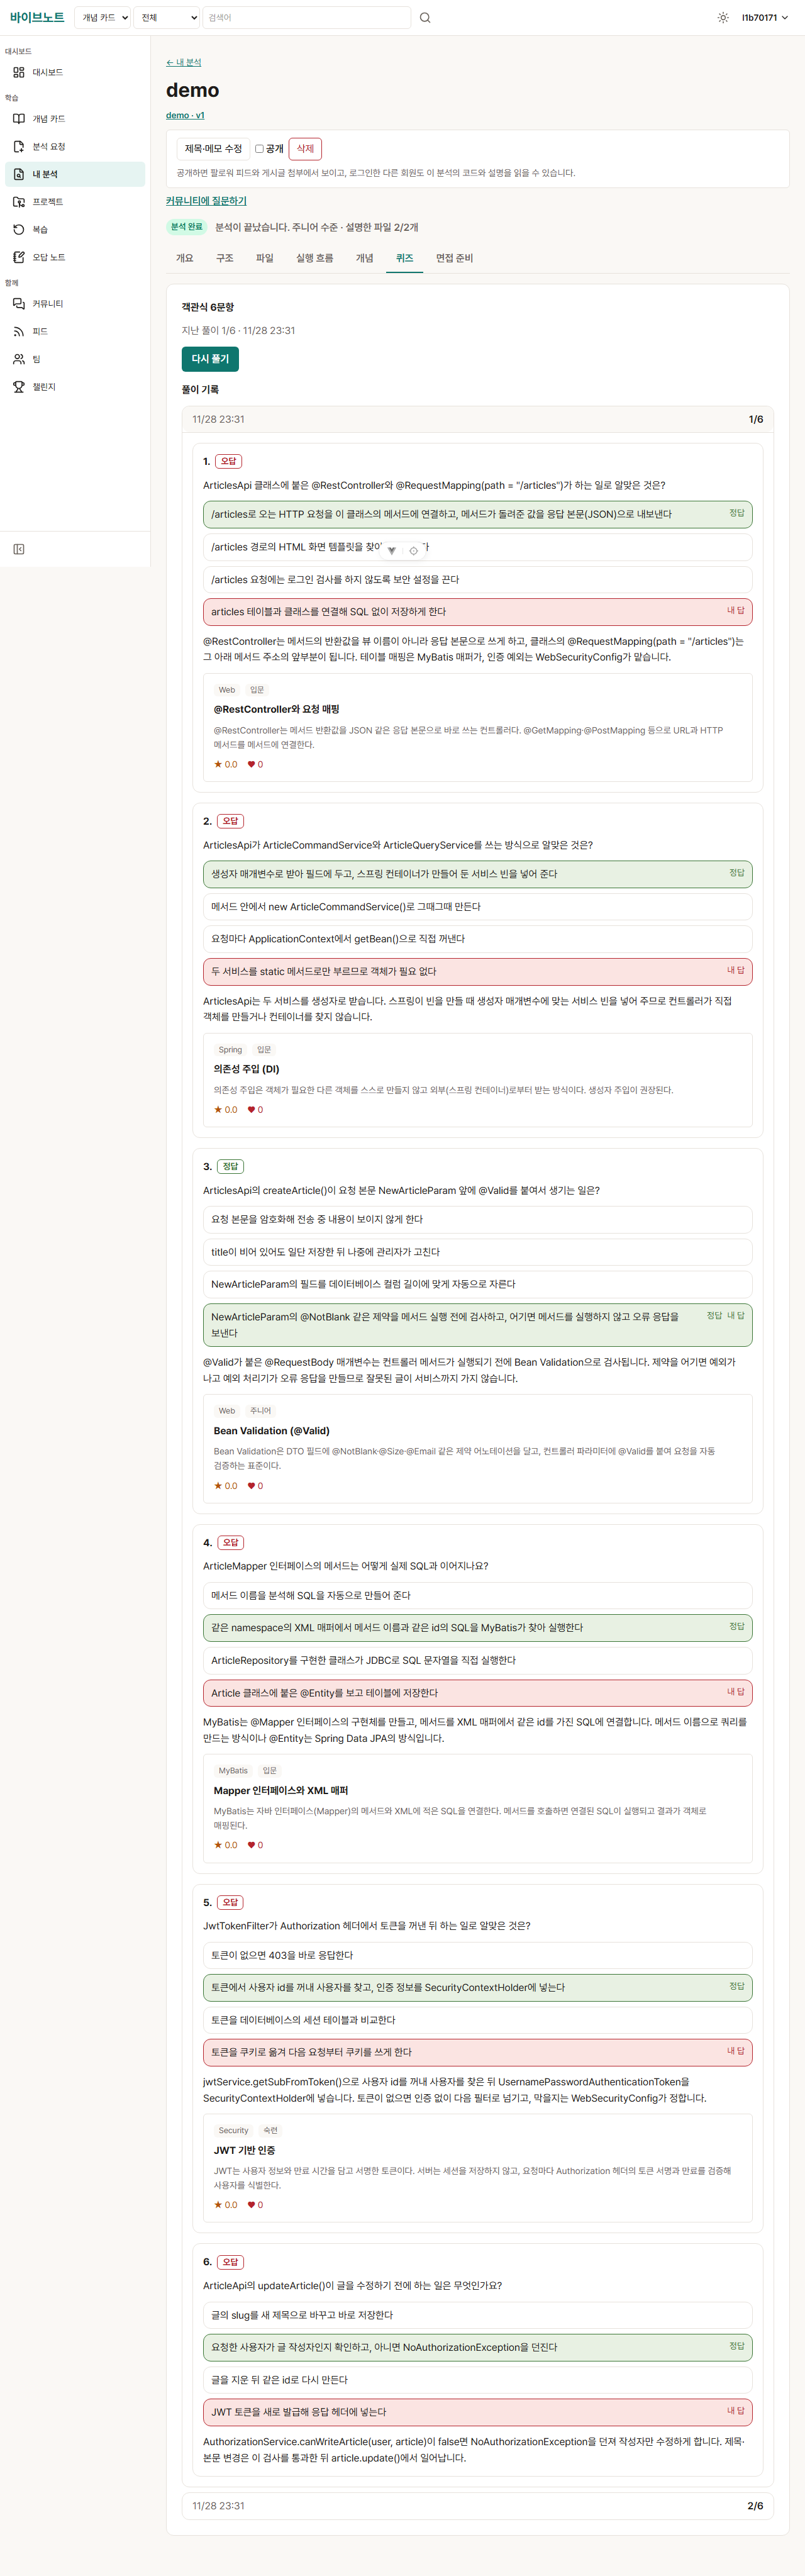 바이브노트
개념 카드
전체
검색어
l1b70171
대시보드
대시보드
학습
개념 카드
분석 요청
내 분석
프로젝트
복습
오답 노트
함께
커뮤니티
피드
팀
챌린지
← 내 분석
demo
demo · v1
제목·메모 수정
공개
삭제
공개하면 팔로워 피드와 게시글 첨부에서 보이고, 로그인한 다른 회원도 이 분석의 코드와 설명을 읽을 수 있습니다.
커뮤니티에 질문하기
분석 완료 분석이 끝났습니다. 주니어 수준 · 설명한 파일 2/2개
개요 구조 파일 실행 흐름 개념 퀴즈 면접 준비
객관식 6문항
지난 풀이 1/6 · 11/28 23:31
다시 풀기
풀이 기록
11/28 23:31 1/6
1. 오답
ArticlesApi 클래스에 붙은 @RestController와 @RequestMapping(path = "/articles")가 하는 일로 알맞은 것은?
/articles로 오는 HTTP 요청을 이 클래스의 메서드에 연결하고, 메서드가 돌려준 값을 응답 본문(JSON)으로 내보낸다 정답
/articles 경로의 HTML 화면 템플릿을 찾아 다
/articles 요청에는 로그인 검사를 하지 않도록 보안 설정을 끈다
articles 테이블과 클래스를 연결해 SQL 없이 저장하게 한다 내 답
@RestController는 메서드의 반환값을 뷰 이름이 아니라 응답 본문으로 쓰게 하고, 클래스의 @RequestMapping(path = "/articles")는
그 아래 메서드 주소의 앞부분이 됩니다. 테이블 매핑은 MyBatis 매퍼가, 인증 예외는 WebSecurityConfig가 맡습니다.
Web 입문
@RestController와 요청 매핑
@RestController는 메서드 반환값을 JSON 같은 응답 본문으로 바로 쓰는 컨트롤러다. @GetMapping·@PostMapping 등으로 URL과 HTTP
메서드를 메서드에 연결한다.
★ 0.0 ♥ 0
2. 오답
ArticlesApi가 ArticleCommandService와 ArticleQueryService를 쓰는 방식으로 알맞은 것은?
생성자 매개변수로 받아 필드에 두고, 스프링 컨테이너가 만들어 둔 서비스 빈을 넣어 준다 정답
메서드 안에서 new ArticleCommandService()로 그때그때 만든다
요청마다 ApplicationContext에서 getBean()으로 직접 꺼낸다
두 서비스를 static 메서드로만 부르므로 객체가 필요 없다 내 답
ArticlesApi는 두 서비스를 생성자로 받습니다. 스프링이 빈을 만들 때 생성자 매개변수에 맞는 서비스 빈을 넣어 주므로 컨트롤러가 직접
객체를 만들거나 컨테이너를 찾지 않습니다.
Spring 입문
의존성 주입 (DI)
의존성 주입은 객체가 필요한 다른 객체를 스스로 만들지 않고 외부(스프링 컨테이너)로부터 받는 방식이다. 생성자 주입이 권장된다.
★ 0.0 ♥ 0
3. 정답
ArticlesApi의 createArticle()이 요청 본문 NewArticleParam 앞에 @Valid를 붙여서 생기는 일은?
요청 본문을 암호화해 전송 중 내용이 보이지 않게 한다
title이 비어 있어도 일단 저장한 뒤 나중에 관리자가 고친다
NewArticleParam의 필드를 데이터베이스 컬럼 길이에 맞게 자동으로 자른다
NewArticleParam의 @NotBlank 같은 제약을 메서드 실행 전에 검사하고, 어기면 메서드를 실행하지 않고 오류 응답을 정답 내 답
보낸다
@Valid가 붙은 @RequestBody 매개변수는 컨트롤러 메서드가 실행되기 전에 Bean Validation으로 검사됩니다. 제약을 어기면 예외가
나고 예외 처리기가 오류 응답을 만들므로 잘못된 글이 서비스까지 가지 않습니다.
Web 주니어
Bean Validation (@Valid)
Bean Validation은 DTO 필드에 @NotBlank·@Size·@Email 같은 제약 어노테이션을 달고, 컨트롤러 파라미터에 @Valid를 붙여 요청을 자동
검증하는 표준이다.
★ 0.0 ♥ 0
4. 오답
ArticleMapper 인터페이스의 메서드는 어떻게 실제 SQL과 이어지나요?
메서드 이름을 분석해 SQL을 자동으로 만들어 준다
같은 namespace의 XML 매퍼에서 메서드 이름과 같은 id의 SQL을 MyBatis가 찾아 실행한다 정답
ArticleRepository를 구현한 클래스가 JDBC로 SQL 문자열을 직접 실행한다
Article 클래스에 붙은 @Entity를 보고 테이블에 저장한다 내 답
MyBatis는 @Mapper 인터페이스의 구현체를 만들고, 메서드를 XML 매퍼에서 같은 id를 가진 SQL에 연결합니다. 메서드 이름으로 쿼리를
만드는 방식이나 @Entity는 Spring Data JPA의 방식입니다.
MyBatis 입문
Mapper 인터페이스와 XML 매퍼
MyBatis는 자바 인터페이스(Mapper)의 메서드와 XML에 적은 SQL을 연결한다. 메서드를 호출하면 연결된 SQL이 실행되고 결과가 객체로
매핑된다.
★ 0.0 ♥ 0
5. 오답
JwtTokenFilter가 Authorization 헤더에서 토큰을 꺼낸 뒤 하는 일로 알맞은 것은?
토큰이 없으면 403을 바로 응답한다
토큰에서 사용자 id를 꺼내 사용자를 찾고, 인증 정보를 SecurityContextHolder에 넣는다 정답
토큰을 데이터베이스의 세션 테이블과 비교한다
토큰을 쿠키로 옮겨 다음 요청부터 쿠키를 쓰게 한다 내 답
jwtService.getSubFromToken()으로 사용자 id를 꺼내 사용자를 찾은 뒤 UsernamePasswordAuthenticationToken을
SecurityContextHolder에 넣습니다. 토큰이 없으면 인증 없이 다음 필터로 넘기고, 막을지는 WebSecurityConfig가 정합니다.
Security 숙련
JWT 기반 인증
JWT는 사용자 정보와 만료 시간을 담고 서명한 토큰이다. 서버는 세션을 저장하지 않고, 요청마다 Authorization 헤더의 토큰 서명과 만료를 검증해
사용자를 식별한다.
★ 0.0 ♥ 0
6. 오답
ArticleApi의 updateArticle()이 글을 수정하기 전에 하는 일은 무엇인가요?
글의 slug를 새 제목으로 바꾸고 바로 저장한다
요청한 사용자가 글 작성자인지 확인하고, 아니면 NoAuthorizationException을 던진다 정답
글을 지운 뒤 같은 id로 다시 만든다
JWT 토큰을 새로 발급해 응답 헤더에 넣는다 내 답
AuthorizationService.canWriteArticle(user, article)이 false면 NoAuthorizationException을 던져 작성자만 수정하게 합니다. 제목·
본문 변경은 이 검사를 통과한 뒤 article.update()에서 일어납니다.
11/28 23:31 2/6